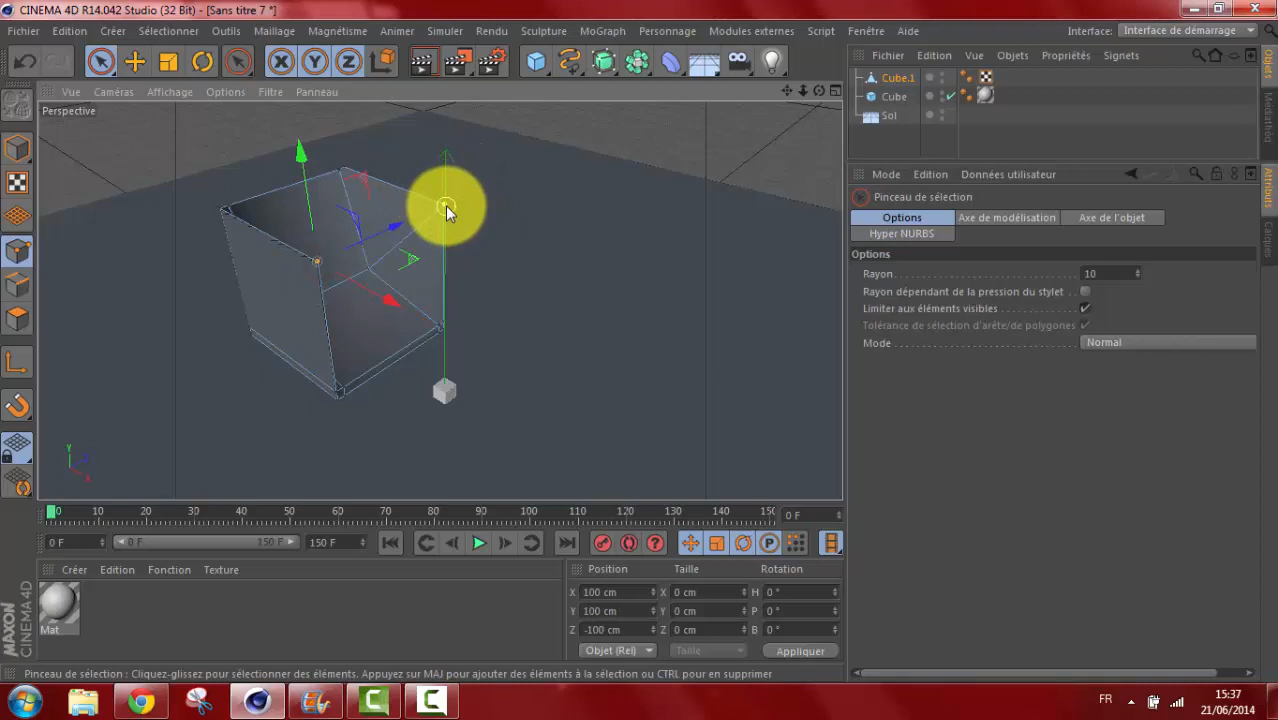 CINEMA 4D R14.042 Studio (32 Bit) - [Sans titre 7 *]
Fichier Edition Créer Sélectionner Outils Maillage Magnétisme Animer Simuler Rendu Sculpture MoGraph Personnage Modules externes Script Fenêtre Aide Interface: Interface de démarrage
X Y Z
Fichier Edition Vue Objets Propriétés Signets
Vue Caméras Affichage Options Filtre Panneau
Perspective
Cube.1
Cube
Sol
Objets
Attributs
Calques
Mode Edition Données utilisateur
Pinceau de sélection
Options Axe de modélisation Axe de l'objet
Hyper NURBS
Options
Rayon 10
Rayon dépendant de la pression du stylet
Limiter aux éléments visibles
Tolérance de sélection d'arête/de polygones
Mode Normal
Y
X
0 10 20 30 40 50 60 70 80 90 100 110 120 130 140 150 0 F
0 F 0 F 150 F 150 F
P
Créer Edition Fonction Texture
Mat
Position Taille Rotation
X 100 cm X 0 cm H 0 °
Y 100 cm Y 0 cm P 0 °
Z -100 cm Z 0 cm B 0 °
Objet (Rel) Taille Appliquer
MAXON
CINEMA 4D
Pinceau de sélection : Cliquez-glissez pour sélectionner des éléments. Appuyez sur MAJ pour ajouter des éléments à la sélection ou CTRL pour en supprimer
FR
15:37
21/06/2014